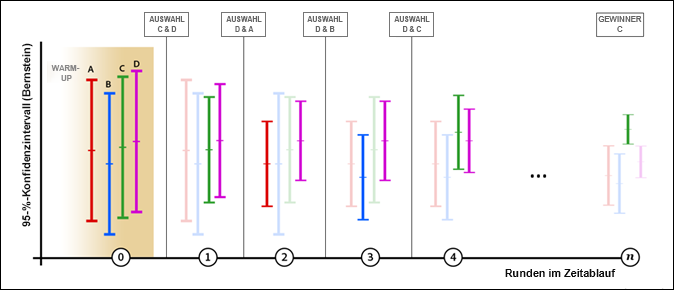 AUSWAHL
C & D
AUSWAHL
D & A
AUSWAHL
D & B
AUSWAHL
D & C
GEWINNER
C
95-%-Konfidenzintervall (Bernstein)
WARM-
UP
A
B
C
D
...
0
1
2
3
4
n
Runden im Zeitablauf